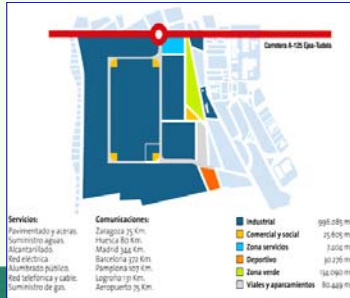 Carretera A-125 Ejea-Tudela
Servicios:
Pavimentado y aceras.
Suministro aguas.
Alcantarillado.
Red eléctrica.
Alumbrado público.
Red telefónica y cable.
Suministro de gas.
Comunicaciones:
Zaragoza 75 Km.
Huesca 80 Km.
Madrid 344 Km.
Barcelona 372 Km.
Pamplona 107 Km.
Logroño 131 Km.
Aeropuerto 75 Km.
Industrial 996.085 m
Comercial y social 25.605 m
Zona servicios 7.204 m
Deportivo 30.276 m
Zona verde 134.090 m
Viales y aparcamientos 80.449 m